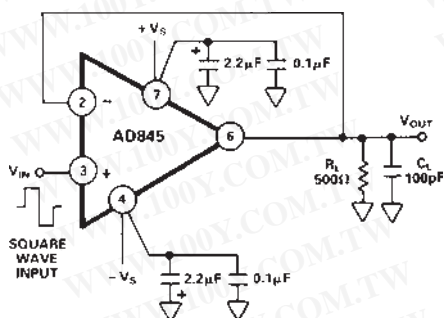 +VS
2.2μF
0.1μF
7
2
−
AD845
6
VOUT
VIN
3
+
4
RL
500Ω
CL
100pF
SQUARE
WAVE
INPUT
−VS
+
2.2μF
0.1μF
+
WWW.100Y.COM.TW